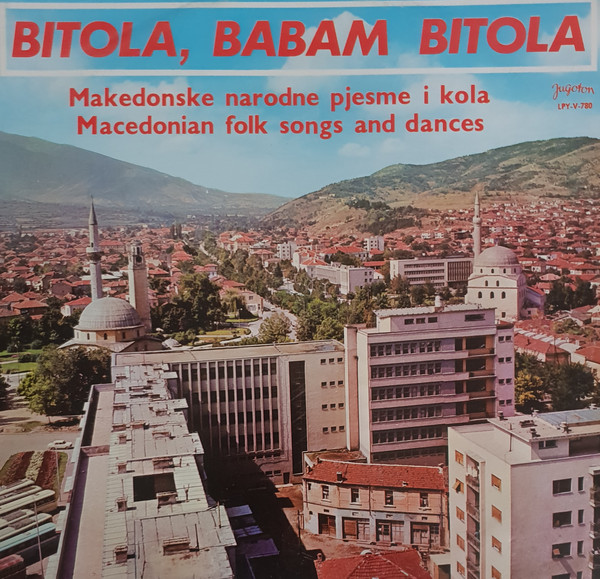 BITOLA, BABAM BITOLA
Makedonske narodne pjesme i kola
Macedonian folk songs and dances
Jugoton
LPY-V-780